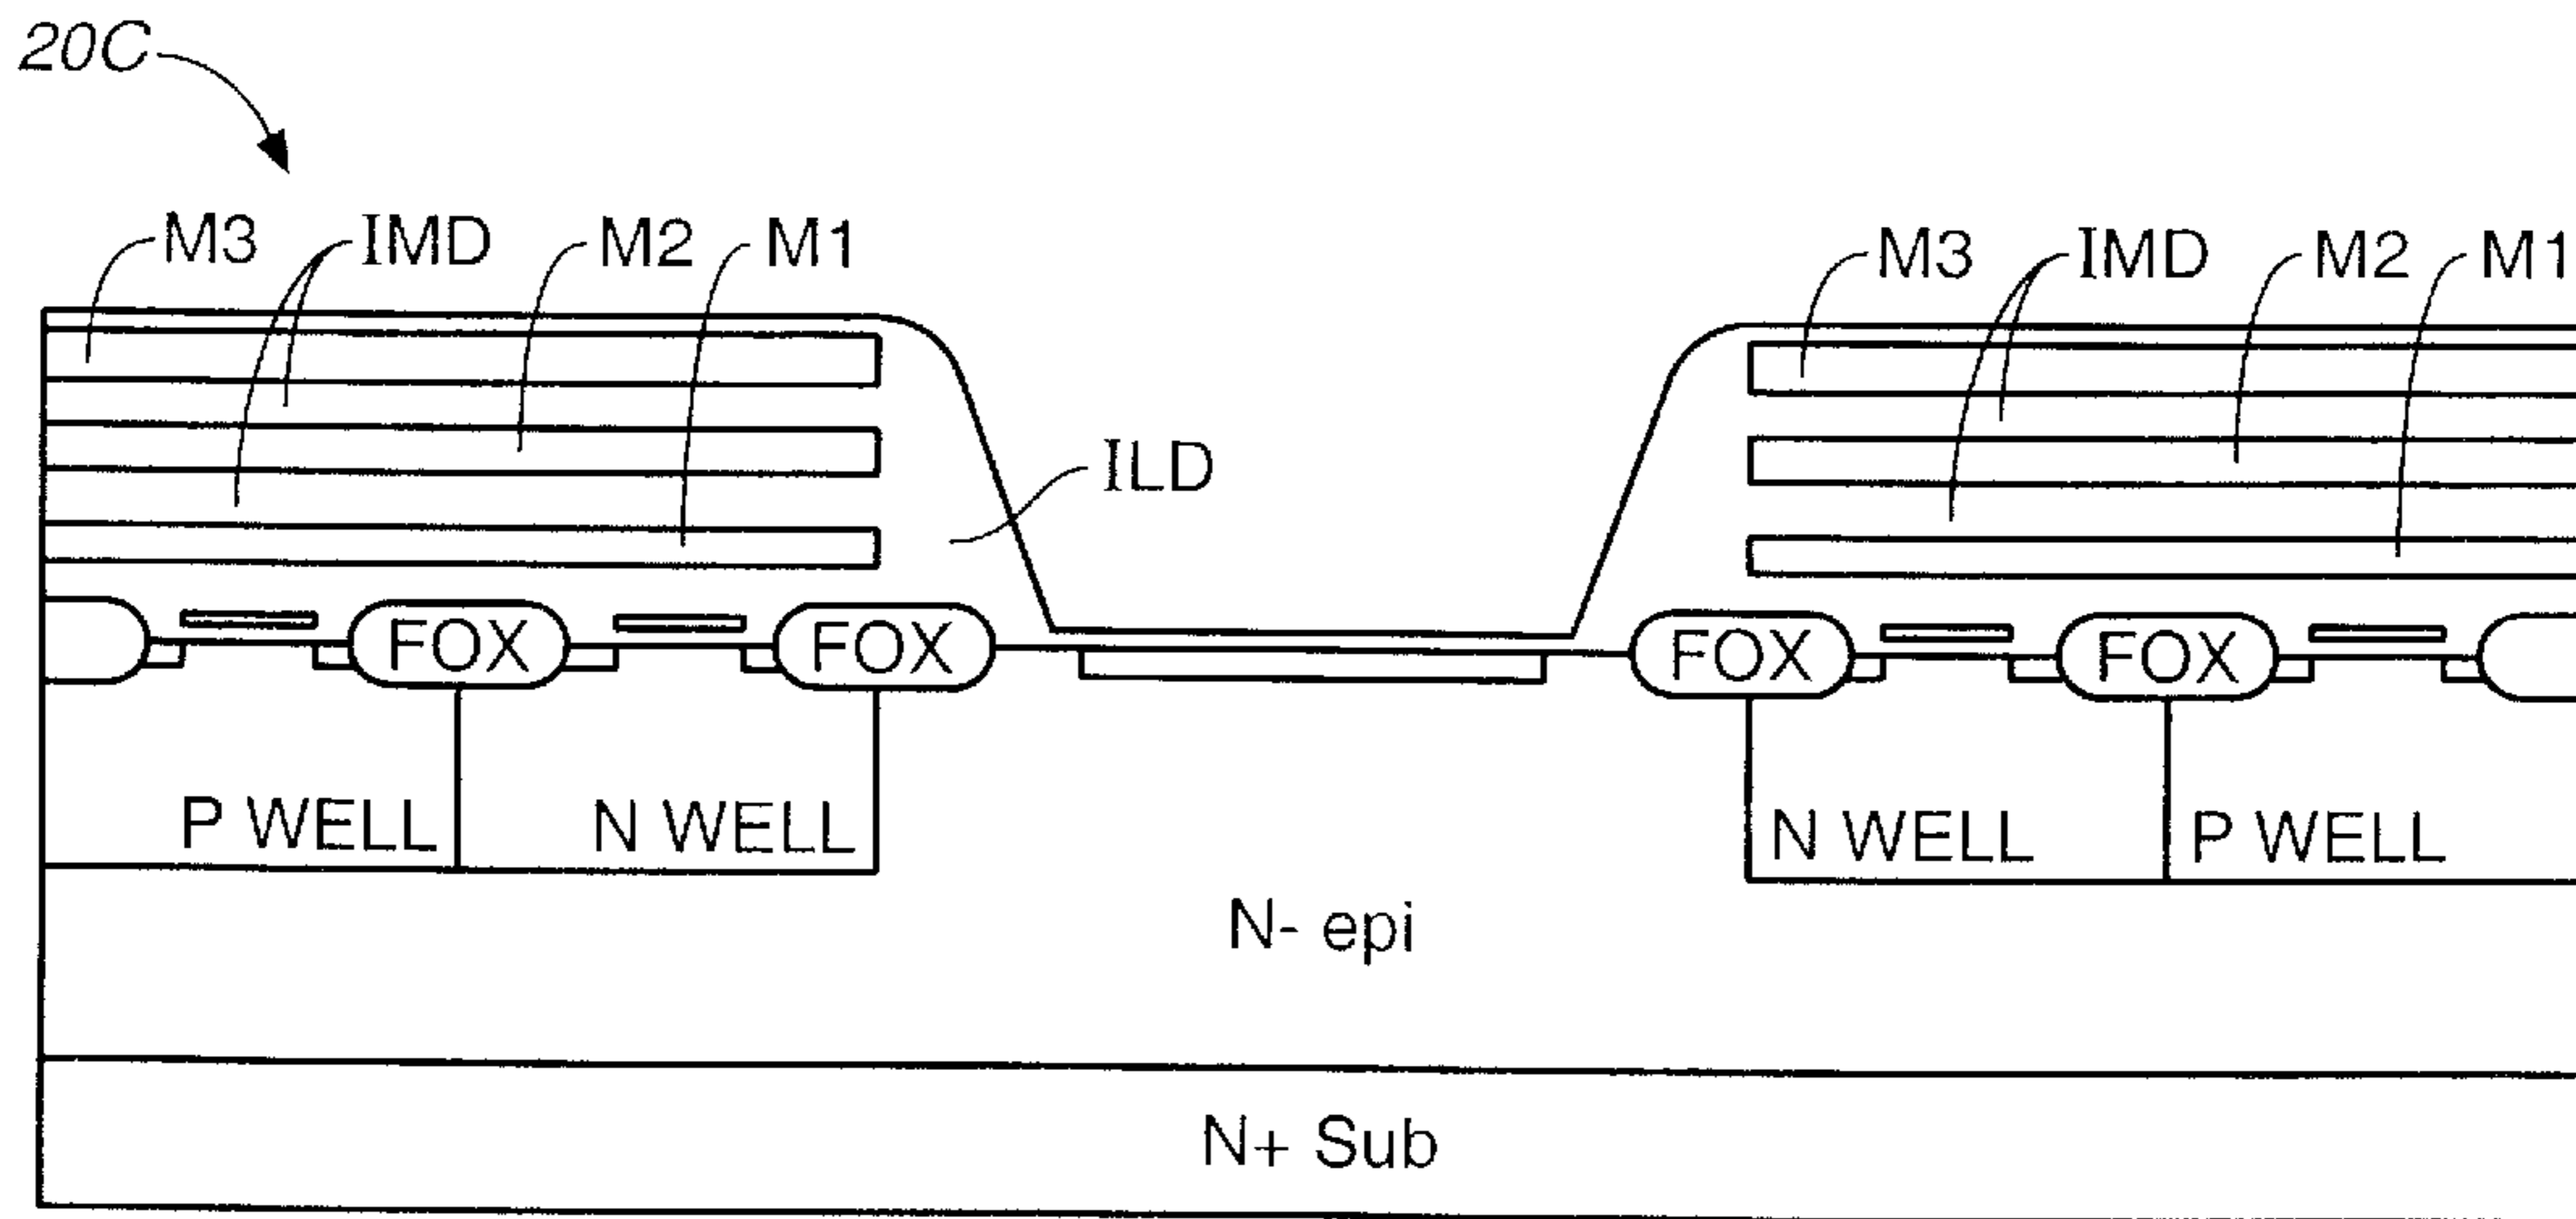 20C
M3 IMD M2 M1 M3 IMD M2 M1
ILD
FOX FOX FOX FOX
P WELL N WELL N WELL P WELL
N- epi
N+ Sub